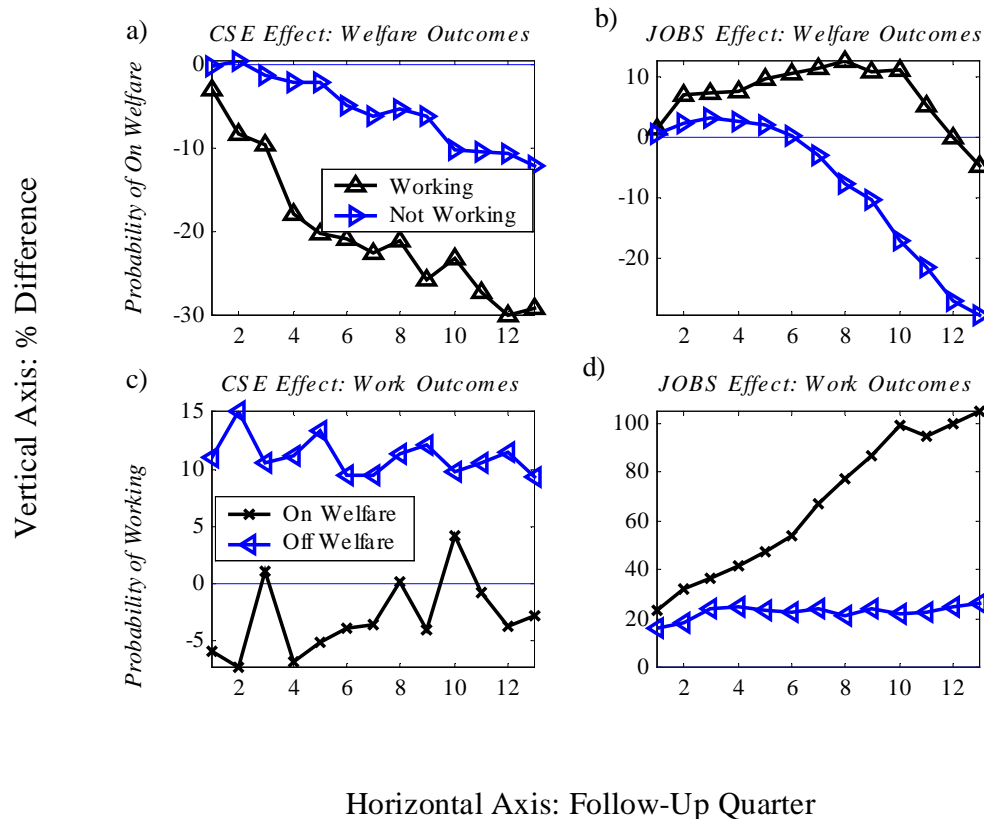 a)
CSE Effect: Welfare Outcomes
b)
JOBS Effect: Welfare Outcomes
Vertical Axis: % Difference
Probability of On Welfare
0
-10
-20
-30
2 4 6 8 10 12
Working
Not Working
10
0
-10
-20
2 4 6 8 10 12
c)
CSE Effect: Work Outcomes
d)
JOBS Effect: Work Outcomes
Probability of Working
15
10
5
0
-5
2 4 6 8 10 12
On Welfare
Off Welfare
100
80
60
40
20
0
2 4 6 8 10 12
Horizontal Axis: Follow-Up Quarter